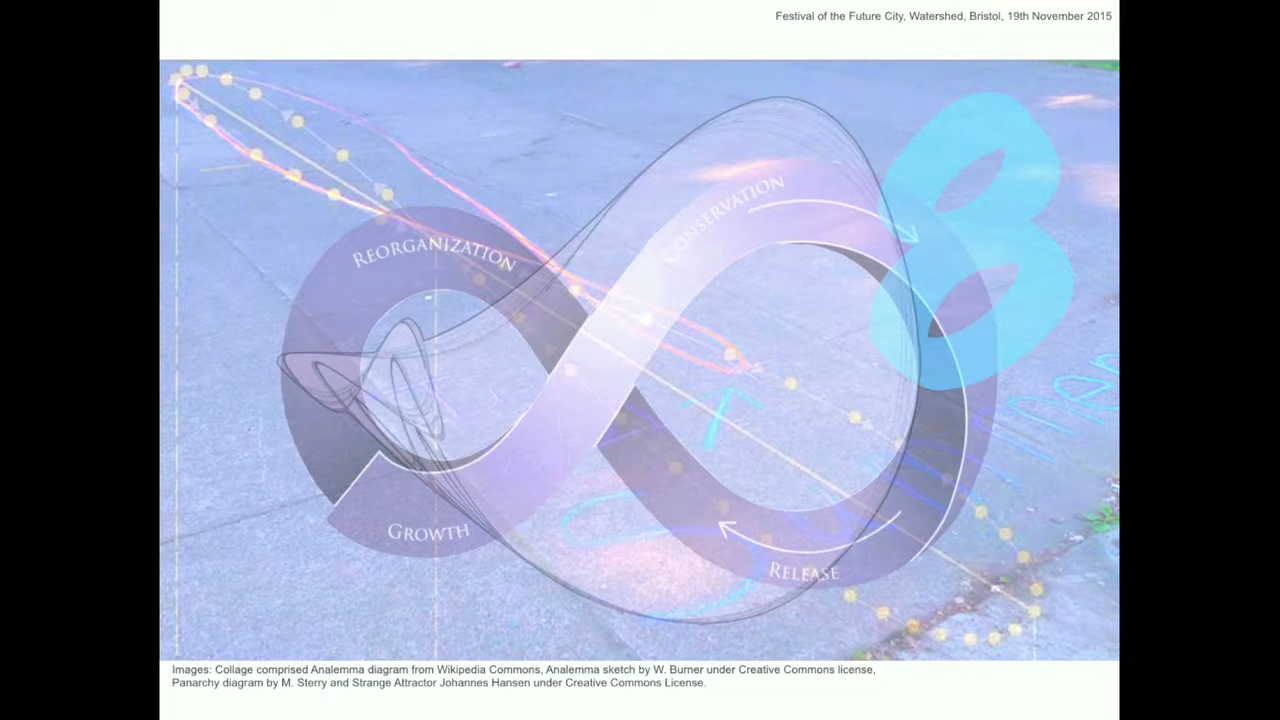 Festival of the Future City, Watershed, Bristol, 19th November 2015
CONSERVATION
REORGANIZATION
GROWTH
RELEASE
Images: Collage comprised Analemma diagram from Wikipedia Commons, Analemma sketch by W. Burner under Creative Commons license,
Panarchy diagram by M. Sterry and Strange Attractor Johannes Hansen under Creative Commons License.